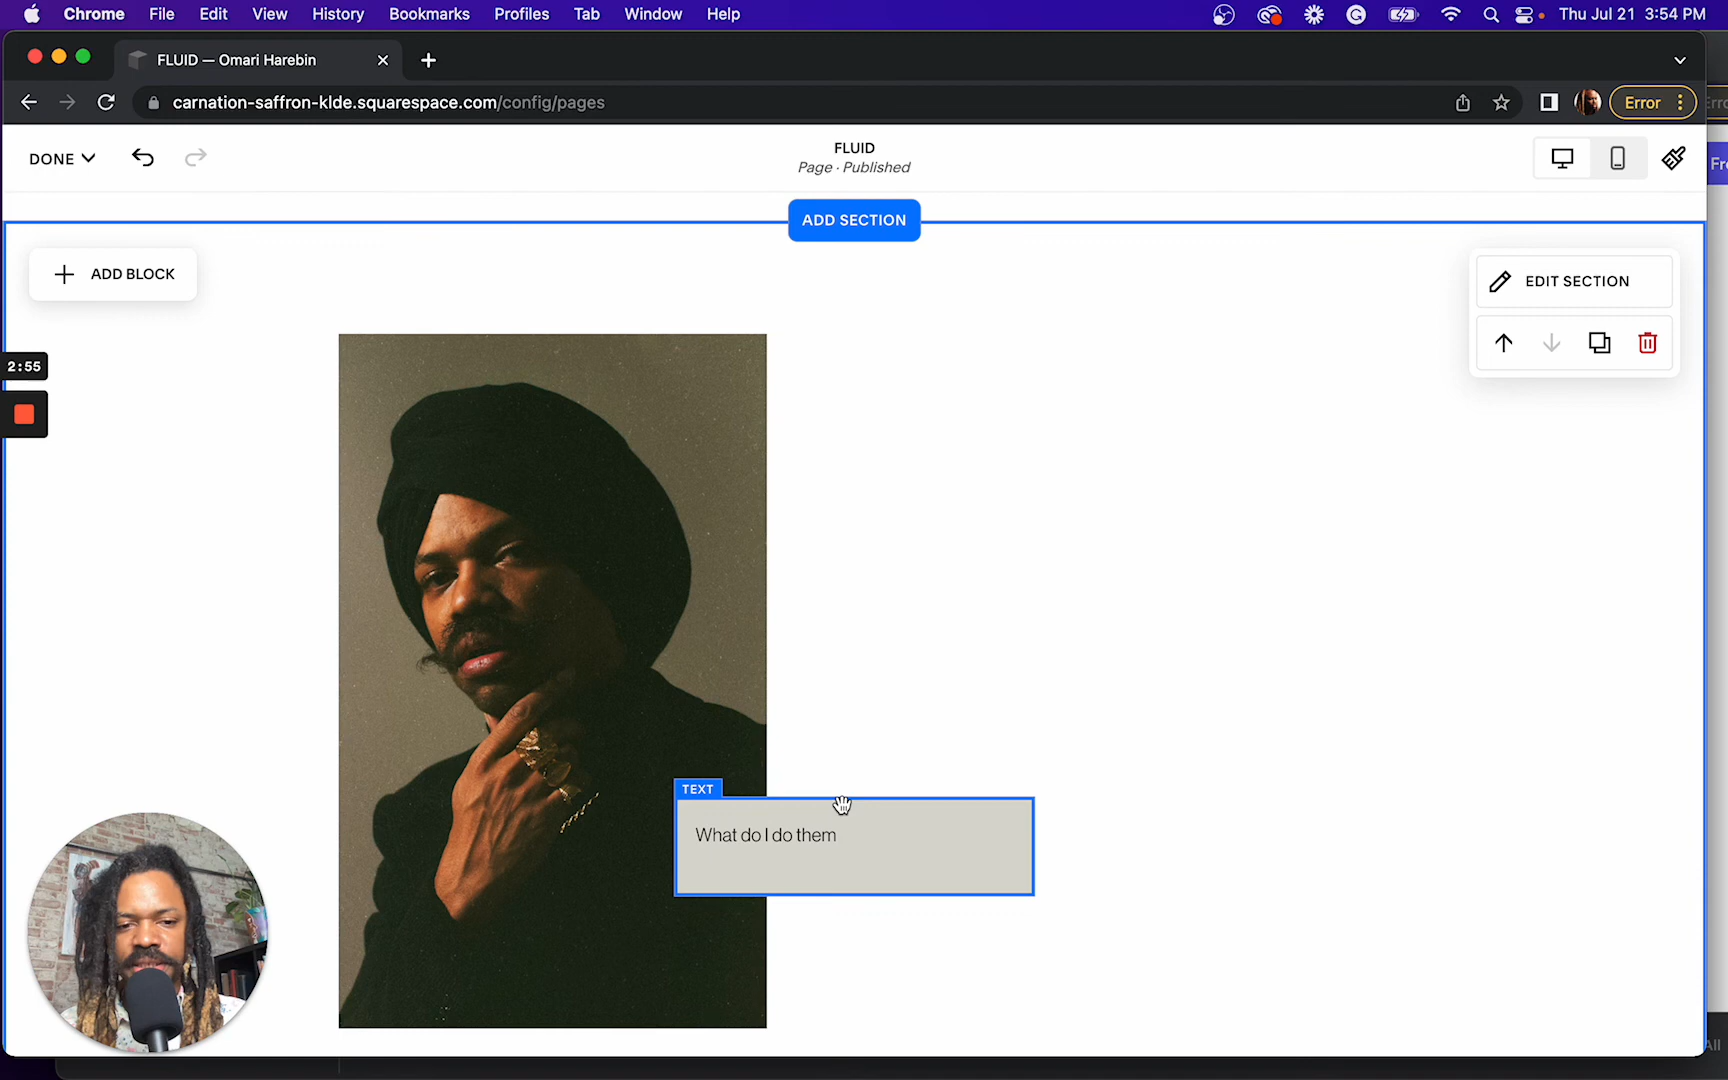 Chrome File Edit View History Bookmarks Profiles Tab Window Help Thu Jul 21 3:54 PM
FLUID — Omari Harebin
carnation-saffron-klde.squarespace.com/config/pages
Error
DONE
FLUID
Page · Published
Fr
ADD SECTION
ADD BLOCK
EDIT SECTION
2:55
TEXT
What do I do them
All